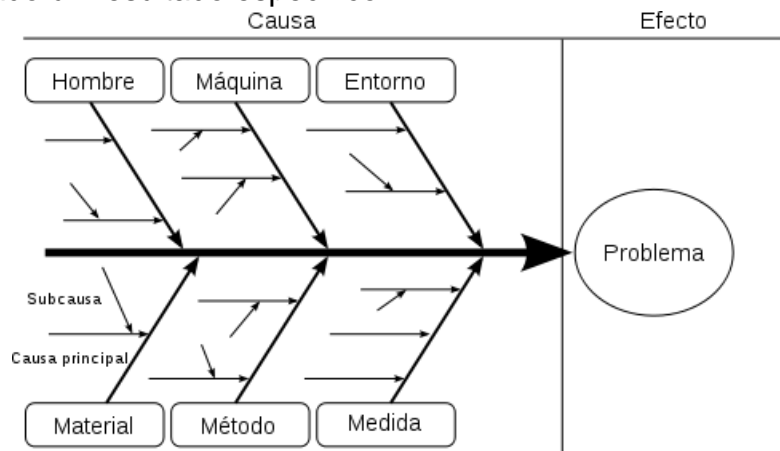 Causa
Efecto
Hombre
Máquina
Entorno
Problema
Subcausa
Causa principal
Material
Método
Medida